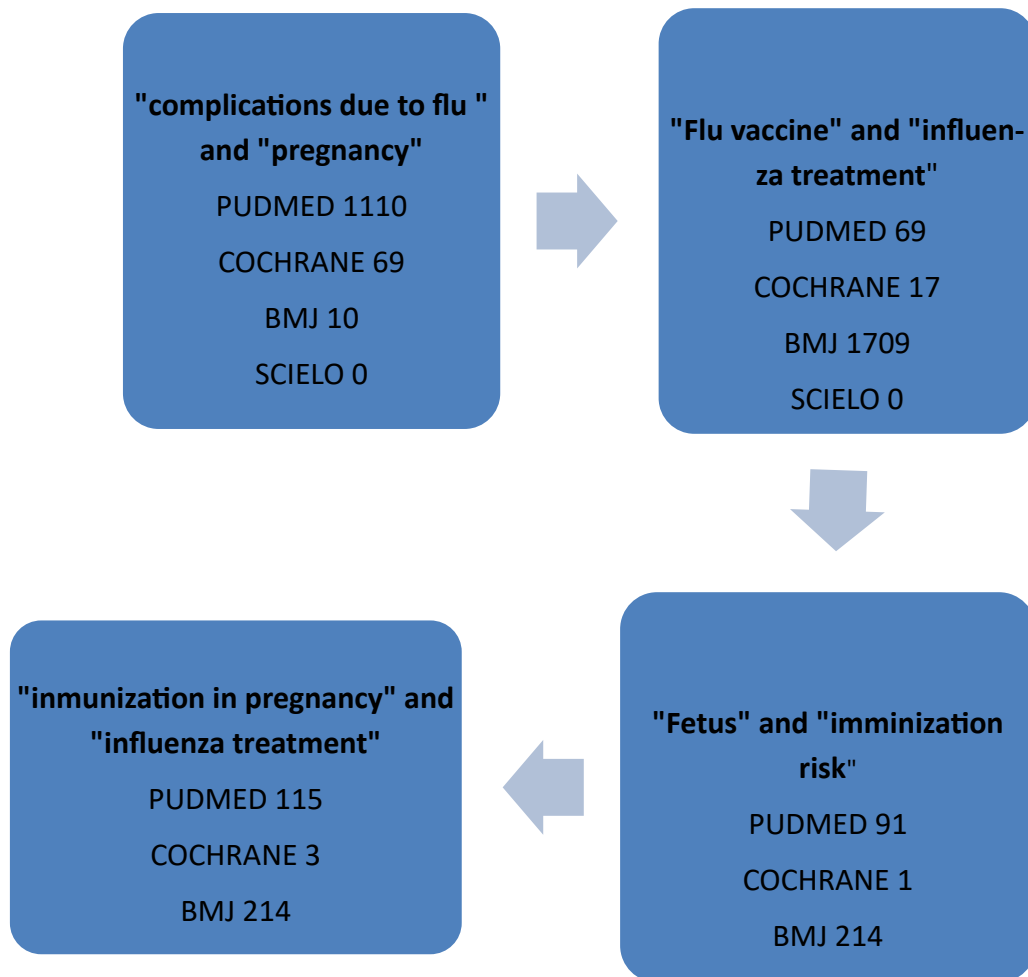 "complications due to flu "
and "pregnancy"
PUDMED 1110
COCHRANE 69
BMJ 10
SCIELO 0
"Flu vaccine" and "influen-
za treatment"
PUDMED 69
COCHRANE 17
BMJ 1709
SCIELO 0
"Fetus" and "imminization
risk"
PUDMED 91
COCHRANE 1
BMJ 214
"inmunization in pregnancy" and
"influenza treatment"
PUDMED 115
COCHRANE 3
BMJ 214